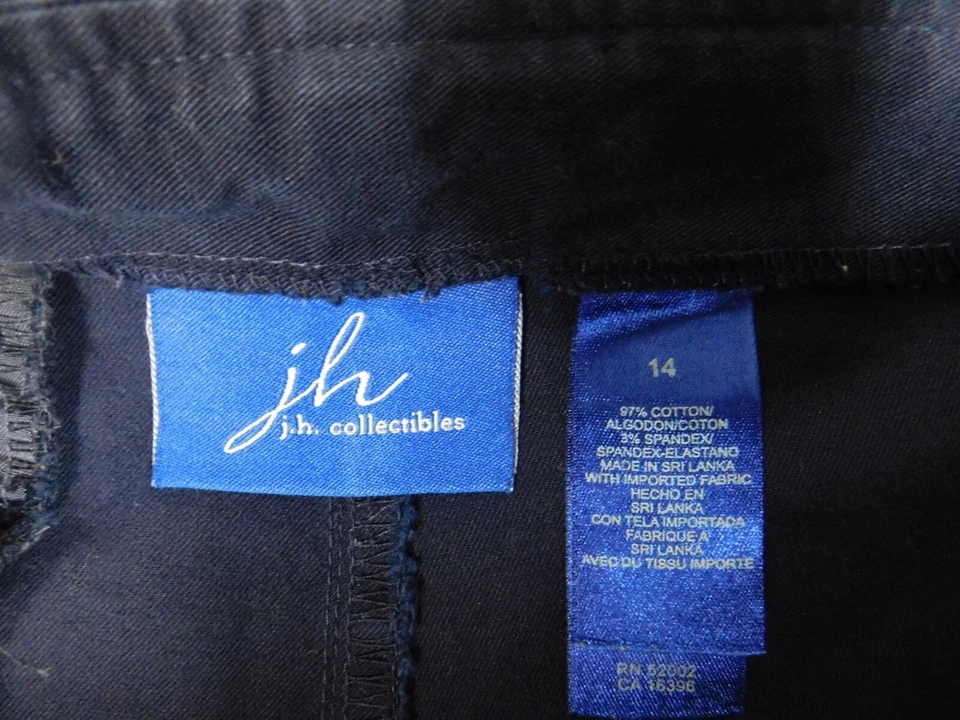 jh
j.h. collectibles
14
97% COTTON/
ALGODON/COTON
3% SPANDEX/
SPANDEX-ELASTANO
MADE IN SRI LANKA
WITH IMPORTED FABRIC
HECHO EN
SRI LANKA
CON TELA IMPORTADA
FABRIQUE A'
SRI LANKA
AVEC DU TISSU IMPORTE
RN 52002
CA 16396